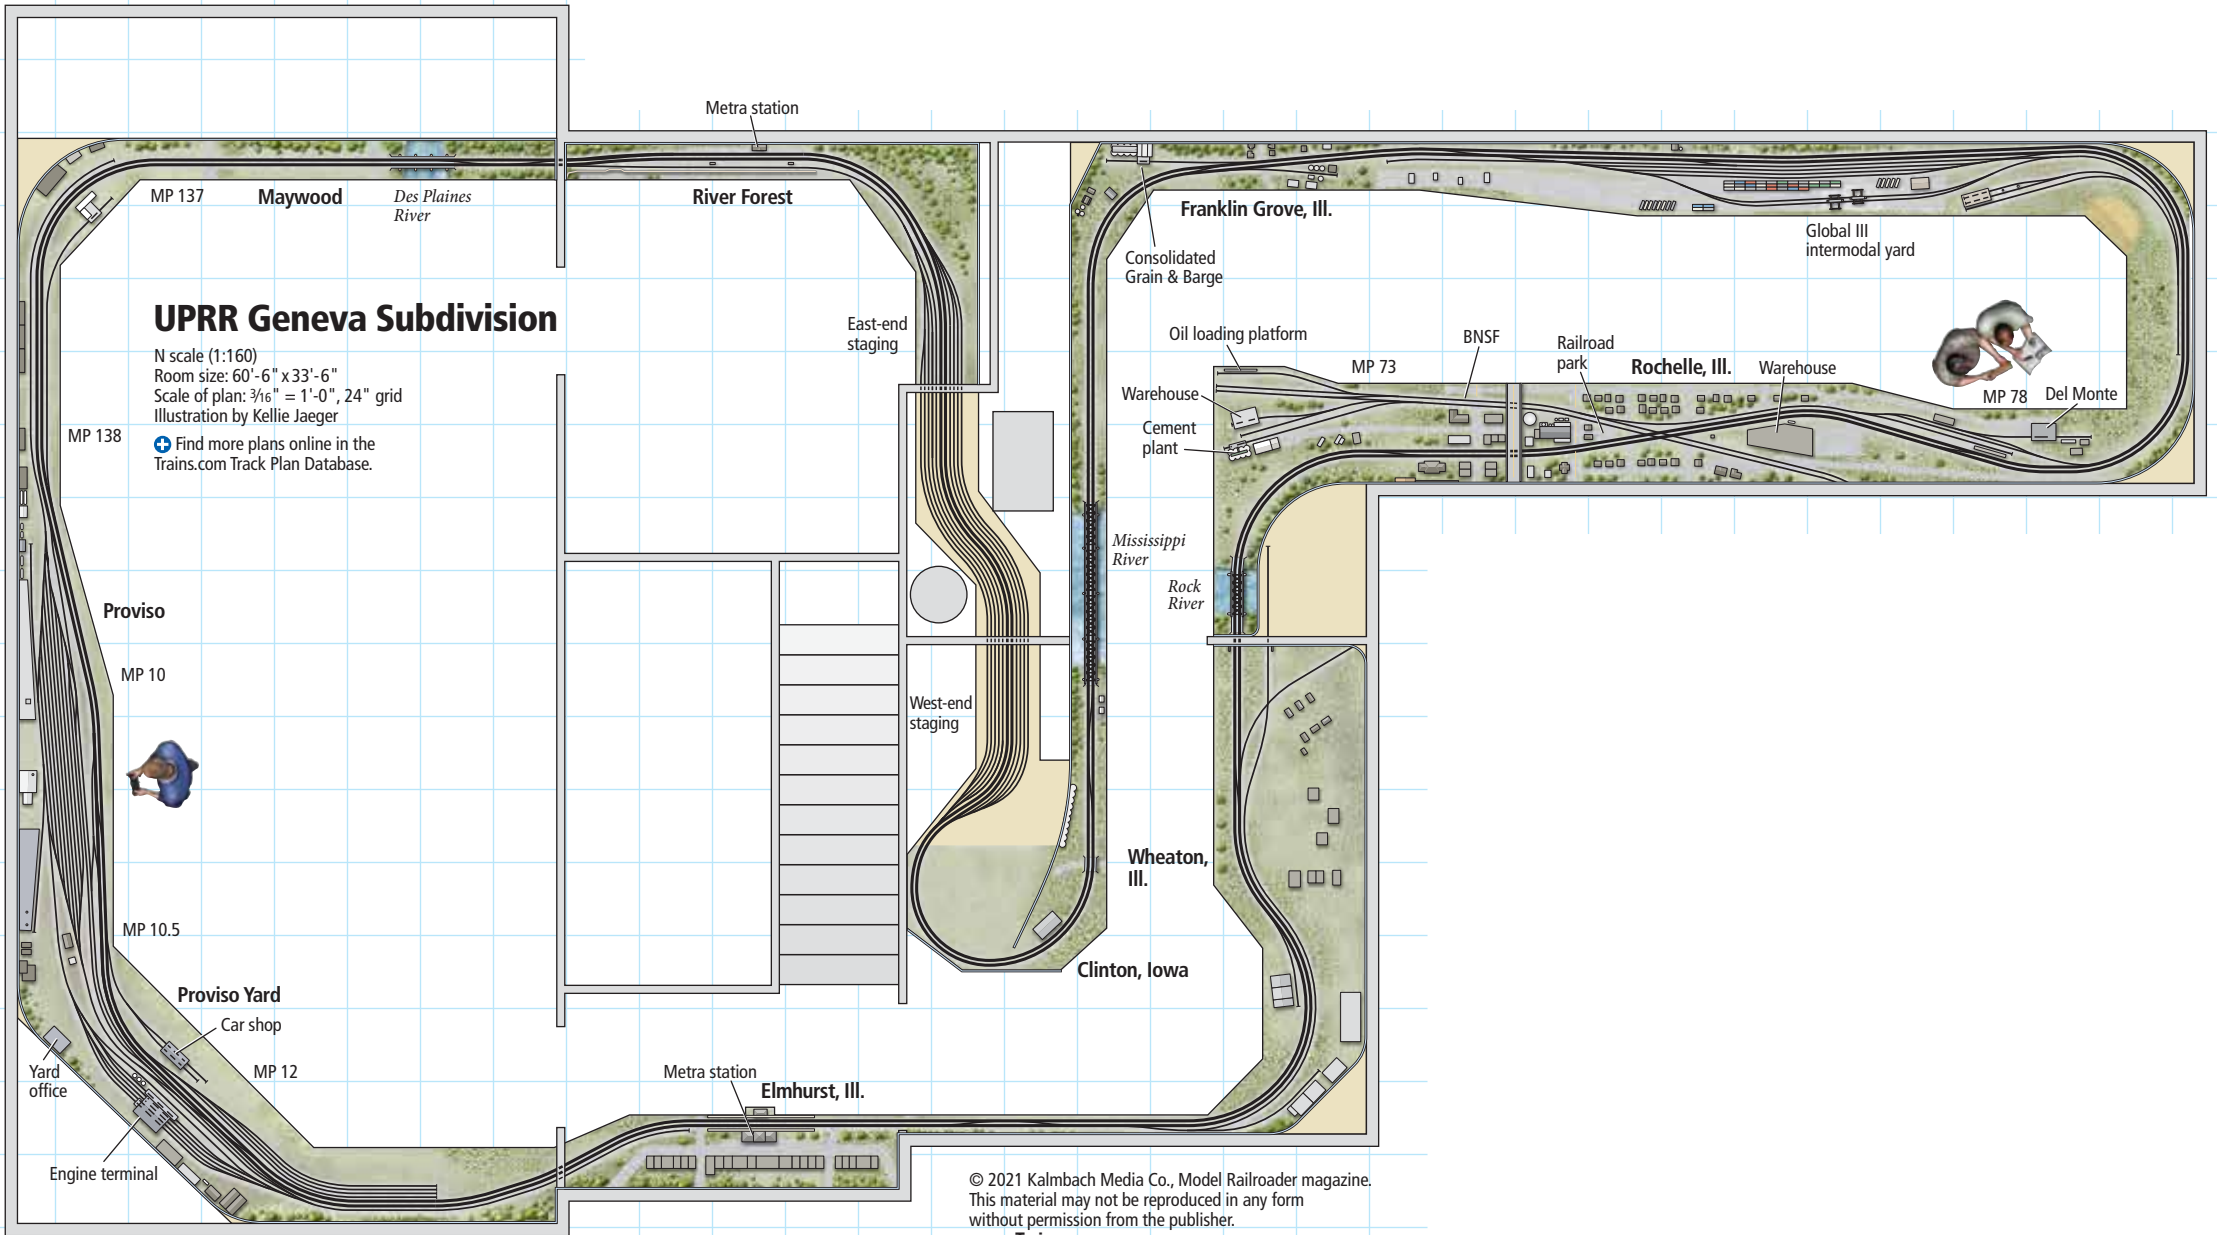 Metra station
MP 137
Maywood
Des Plaines
River
River Forest
Franklin Grove, Ill.
Consolidated
Grain & Barge
Global III
intermodal yard
UPRR Geneva Subdivision
N scale (1:160)
Room size: 60'-6" x 33'-6"
Scale of plan: 3/16" = 1'-0", 24" grid
Illustration by Kellie Jaeger
Find more plans online in the
Trains.com Track Plan Database.
East-end
staging
Oil loading platform
MP 73
BNSF
Railroad
park
Rochelle, Ill.
Warehouse
MP 78
Del Monte
Warehouse
Cement
plant
MP 138
Mississippi
River
Rock
River
Proviso
MP 10
West-end
staging
Wheaton,
Ill.
MP 10.5
Clinton, Iowa
Proviso Yard
Car shop
Yard
office
MP 12
Metra station
Elmhurst, Ill.
Engine terminal
© 2021 Kalmbach Media Co., Model Railroader magazine.
This material may not be reproduced in any form
without permission from the publisher.